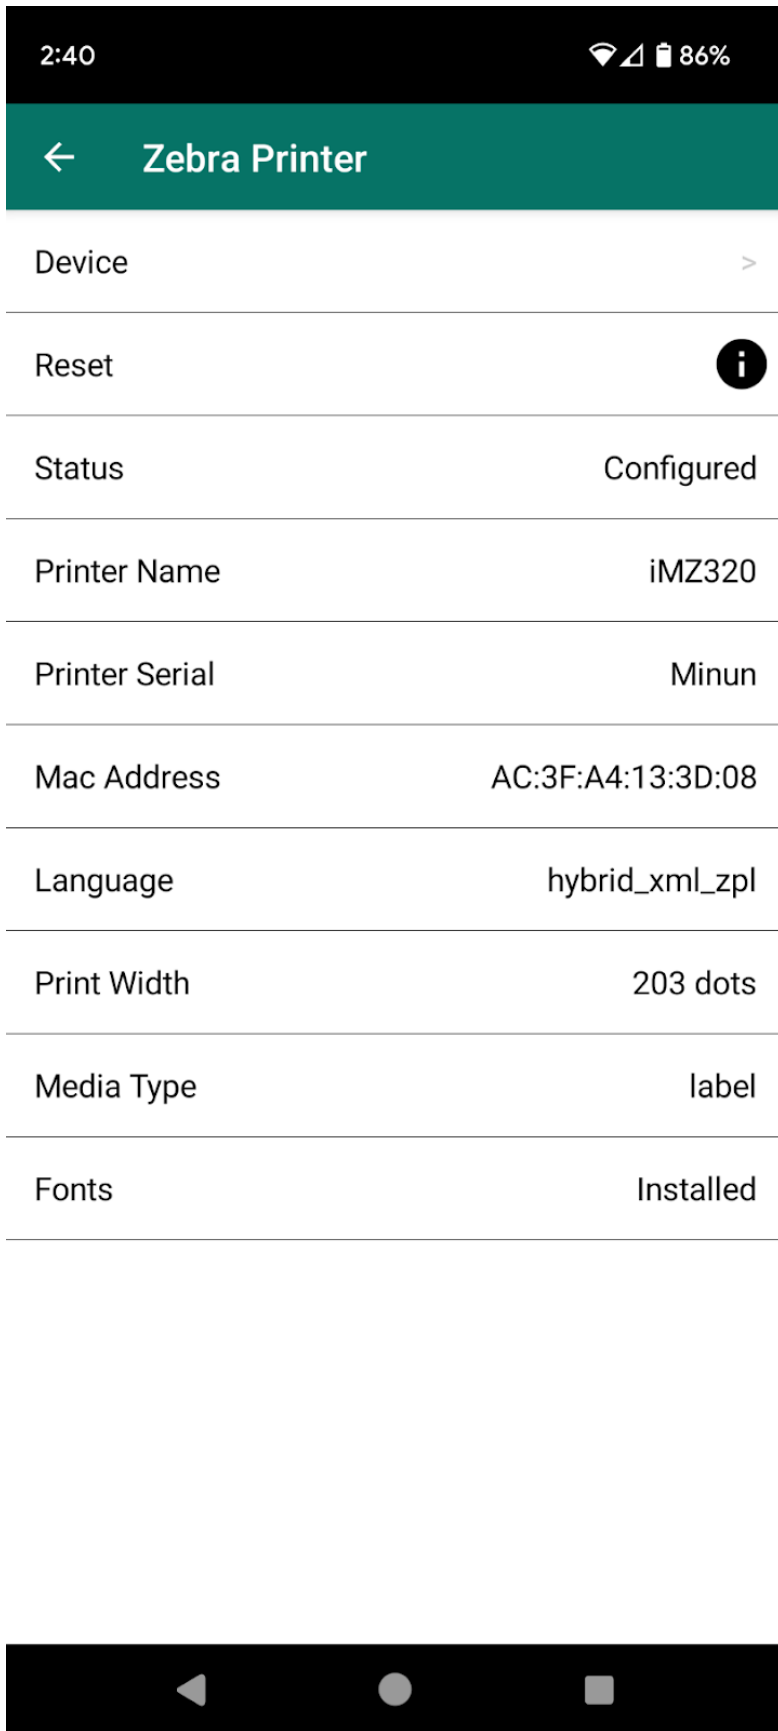 2:40 86%
Zebra Printer
Device >
Reset i
Status Configured
Printer Name iMZ320
Printer Serial Minun
Mac Address AC:3F:A4:13:3D:08
Language hybrid_xml_zpl
Print Width 203 dots
Media Type label
Fonts Installed